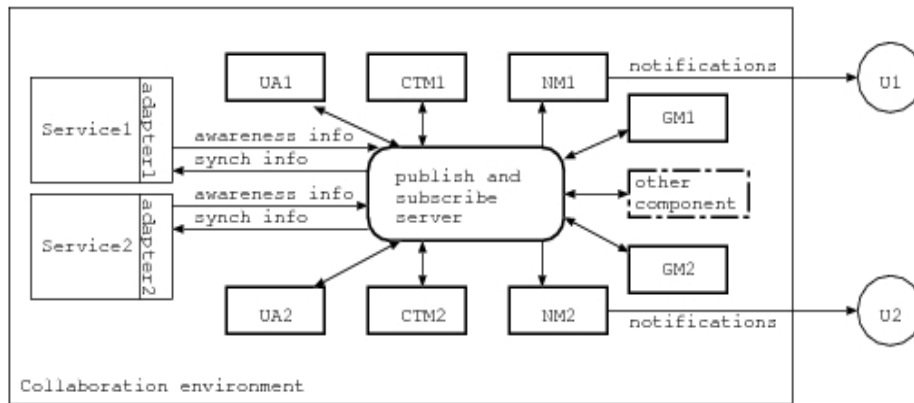 UA1
CTM1
NM1
notifications
U1
Service1
adapter1
awareness info
synch info
GM1
publish and
subscribe
server
other
component
Service2
adapter2
awareness info
synch info
GM2
UA2
CTM2
NM2
notifications
U2
Collaboration environment